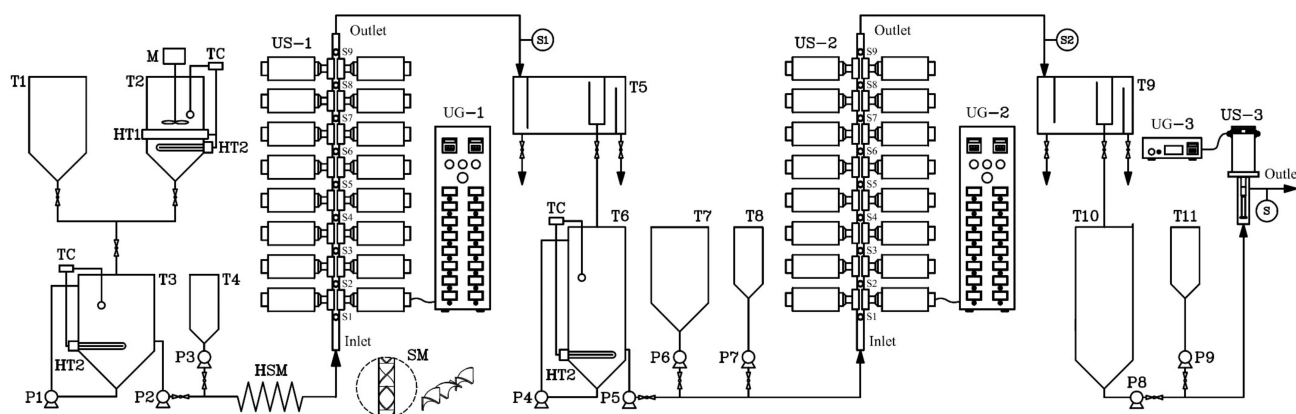 T1
M
TC
T2
HT1
HT2
TC
T3
T4
HT2
P3
P1
P2
HSM
US-1
Outlet
S9
S8
S7
S6
S5
S4
S3
S2
S1
Inlet
SM
UG-1
S1
T5
TC
T6
HT2
P4
P5
T7
T8
P6
P7
US-2
Outlet
S9
S8
S7
S6
S5
S4
S3
S2
S1
Inlet
UG-2
S2
T9
UG-3
US-3
Outlet
S
T10
T11
P9
P8